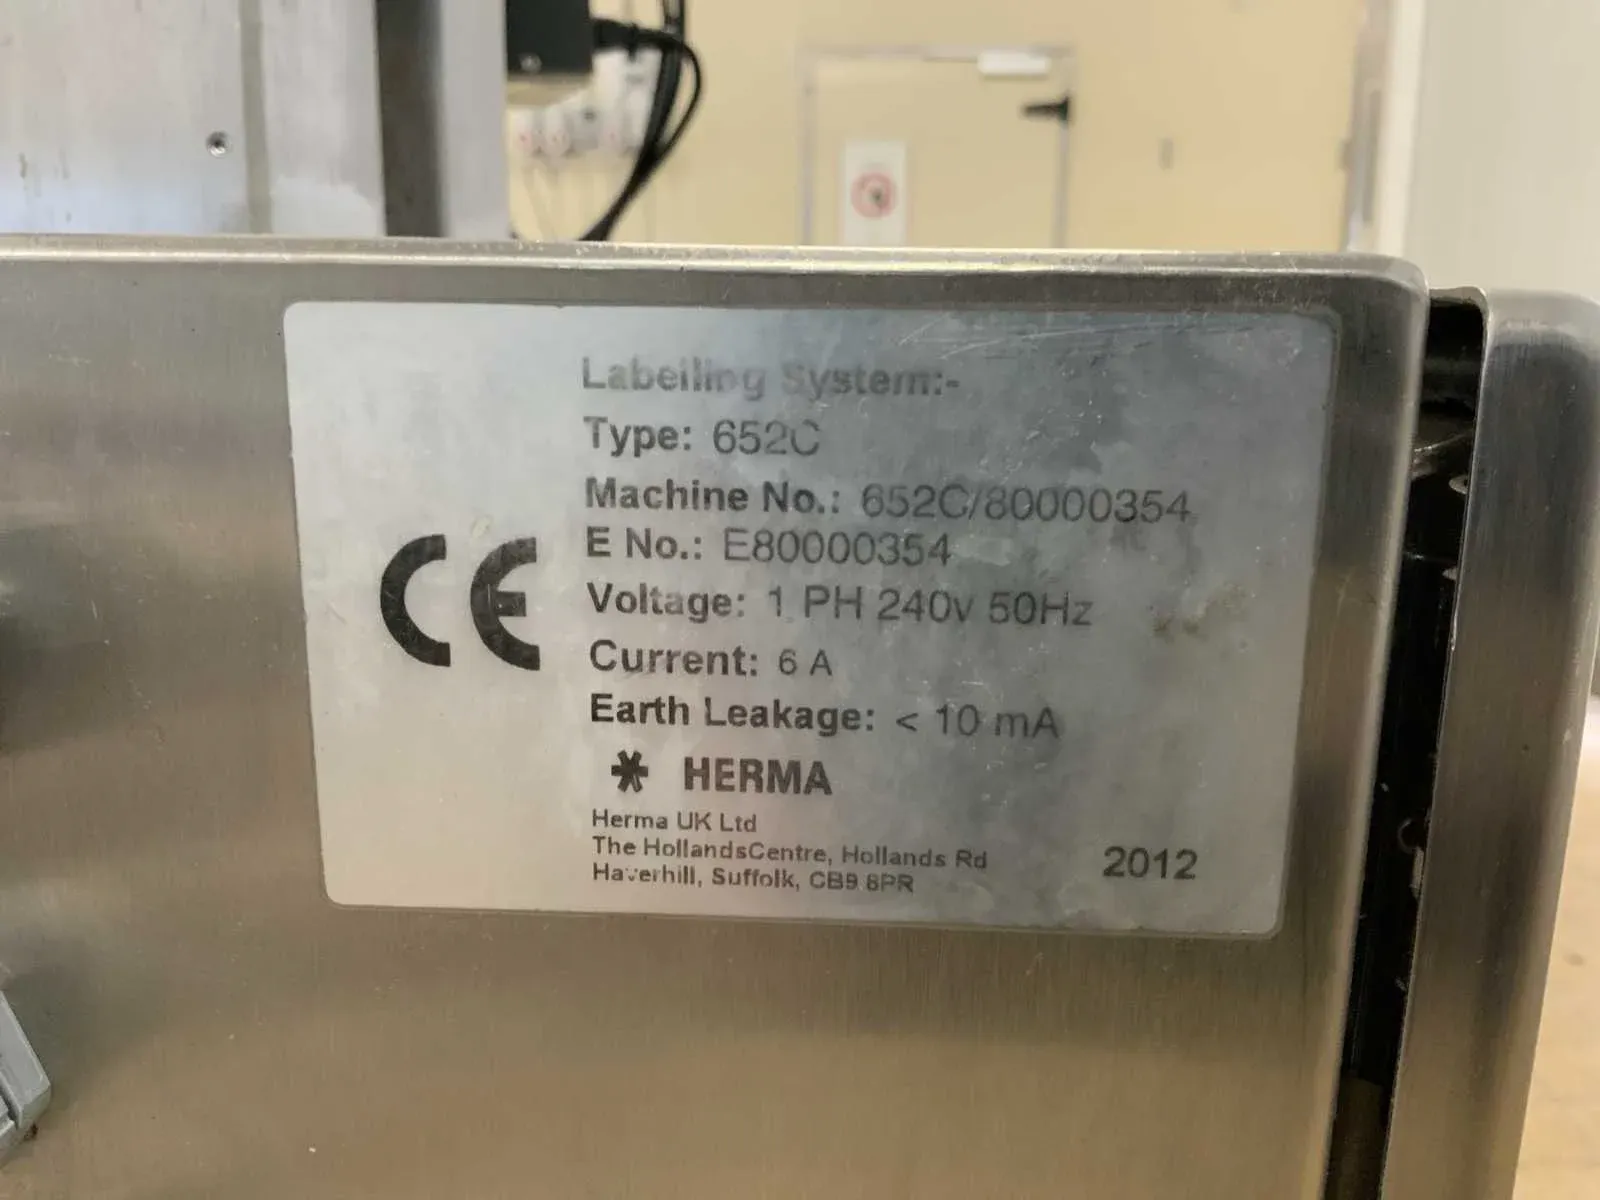 Labelling System:-
Type: 652C
Machine No.: 652C/80000354
E No.: E80000354
Voltage: 1 PH 240v 50Hz
Current: 6 A
Earth Leakage: < 10 mA
CE
HERMA
Herma UK Ltd
The HollandsCentre, Hollands Rd
Haverhill, Suffolk, CB9 8PR
2012